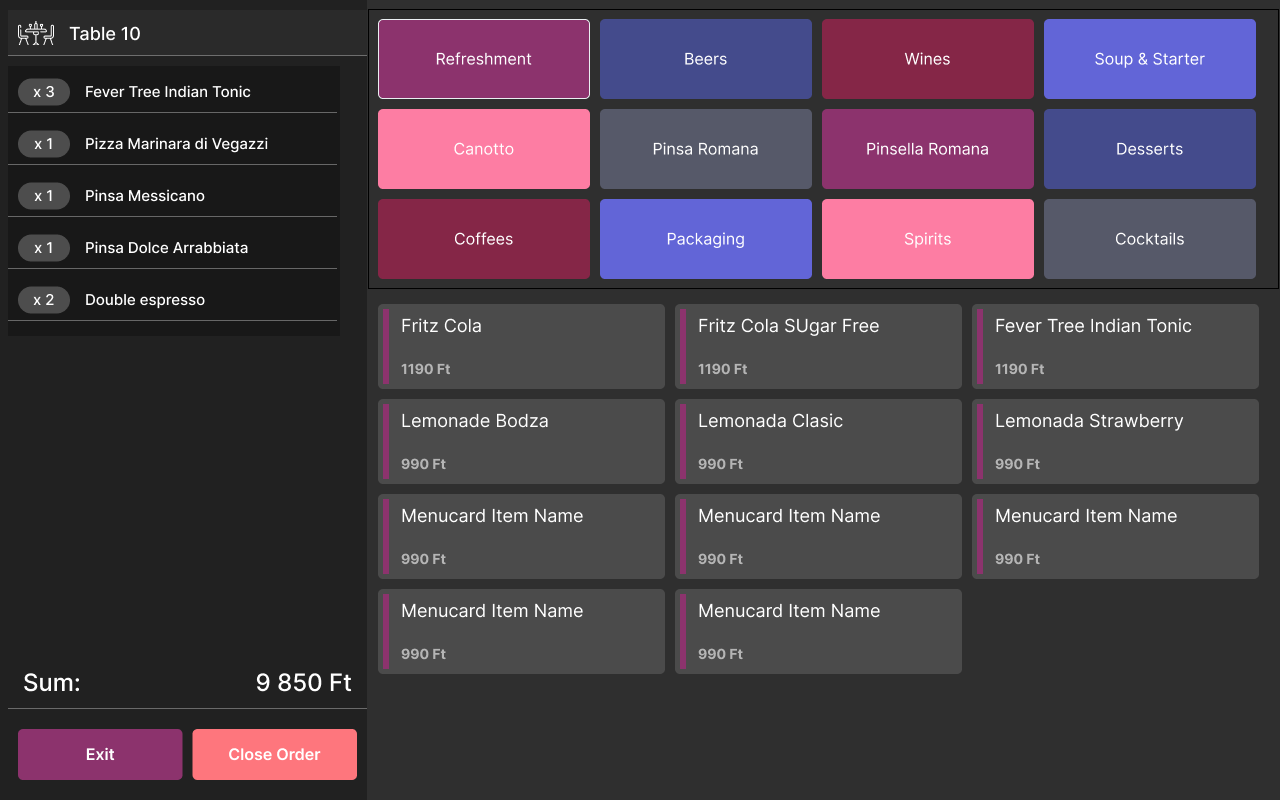 Table 10
x 3 Fever Tree Indian Tonic
x 1 Pizza Marinara di Vegazzi
x 1 Pinsa Messicano
x 1 Pinsa Dolce Arrabbiata
x 2 Double espresso
Sum: 9 850 Ft
Exit Close Order
Refreshment Beers Wines Soup & Starter
Canotto Pinsa Romana Pinsella Romana Desserts
Coffees Packaging Spirits Cocktails
Fritz Cola Fritz Cola SUgar Free Fever Tree Indian Tonic
1190 Ft 1190 Ft 1190 Ft
Lemonade Bodza Lemonada Clasic Lemonada Strawberry
990 Ft 990 Ft 990 Ft
Menucard Item Name Menucard Item Name Menucard Item Name
990 Ft 990 Ft 990 Ft
Menucard Item Name Menucard Item Name
990 Ft 990 Ft